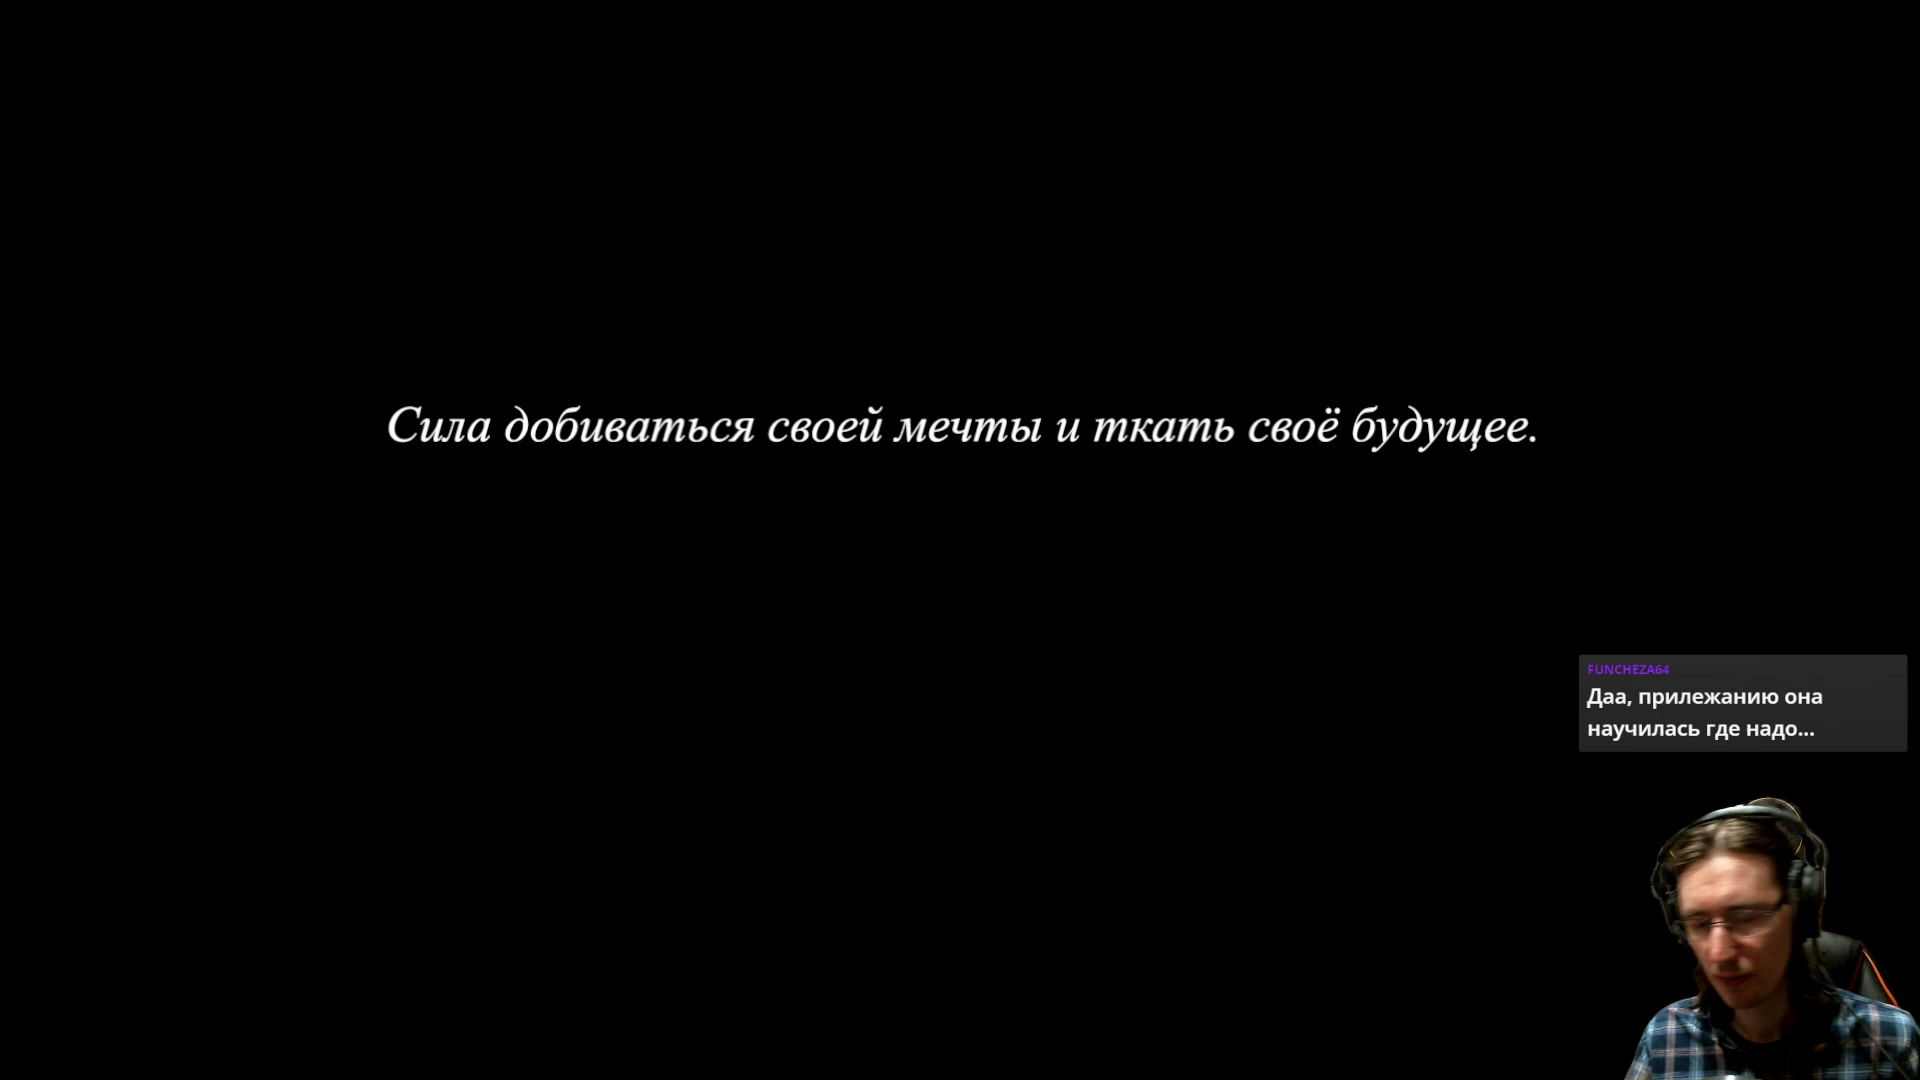 Сила добиваться своей мечты и ткать своё будущее.
FUNCHEZA64
Даа, прилежанию она
научилась где надо...